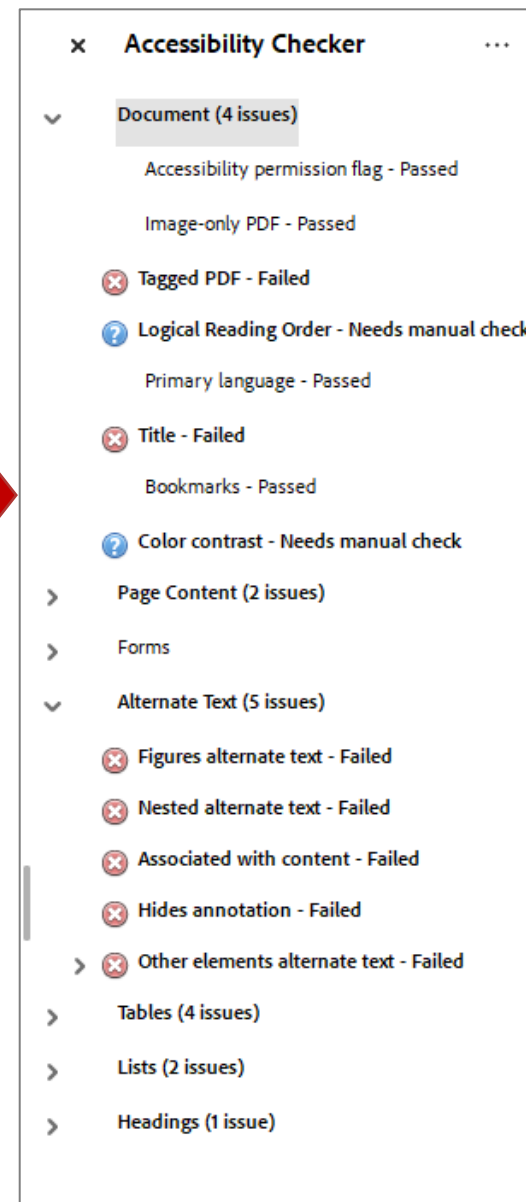 Accessibility Checker
Document (4 issues)
Accessibility permission flag - Passed
Image-only PDF - Passed
Tagged PDF - Failed
Logical Reading Order - Needs manual check
Primary language - Passed
Title - Failed
Bookmarks - Passed
Color contrast - Needs manual check
Page Content (2 issues)
Forms
Alternate Text (5 issues)
Figures alternate text - Failed
Nested alternate text - Failed
Associated with content - Failed
Hides annotation - Failed
Other elements alternate text - Failed
Tables (4 issues)
Lists (2 issues)
Headings (1 issue)